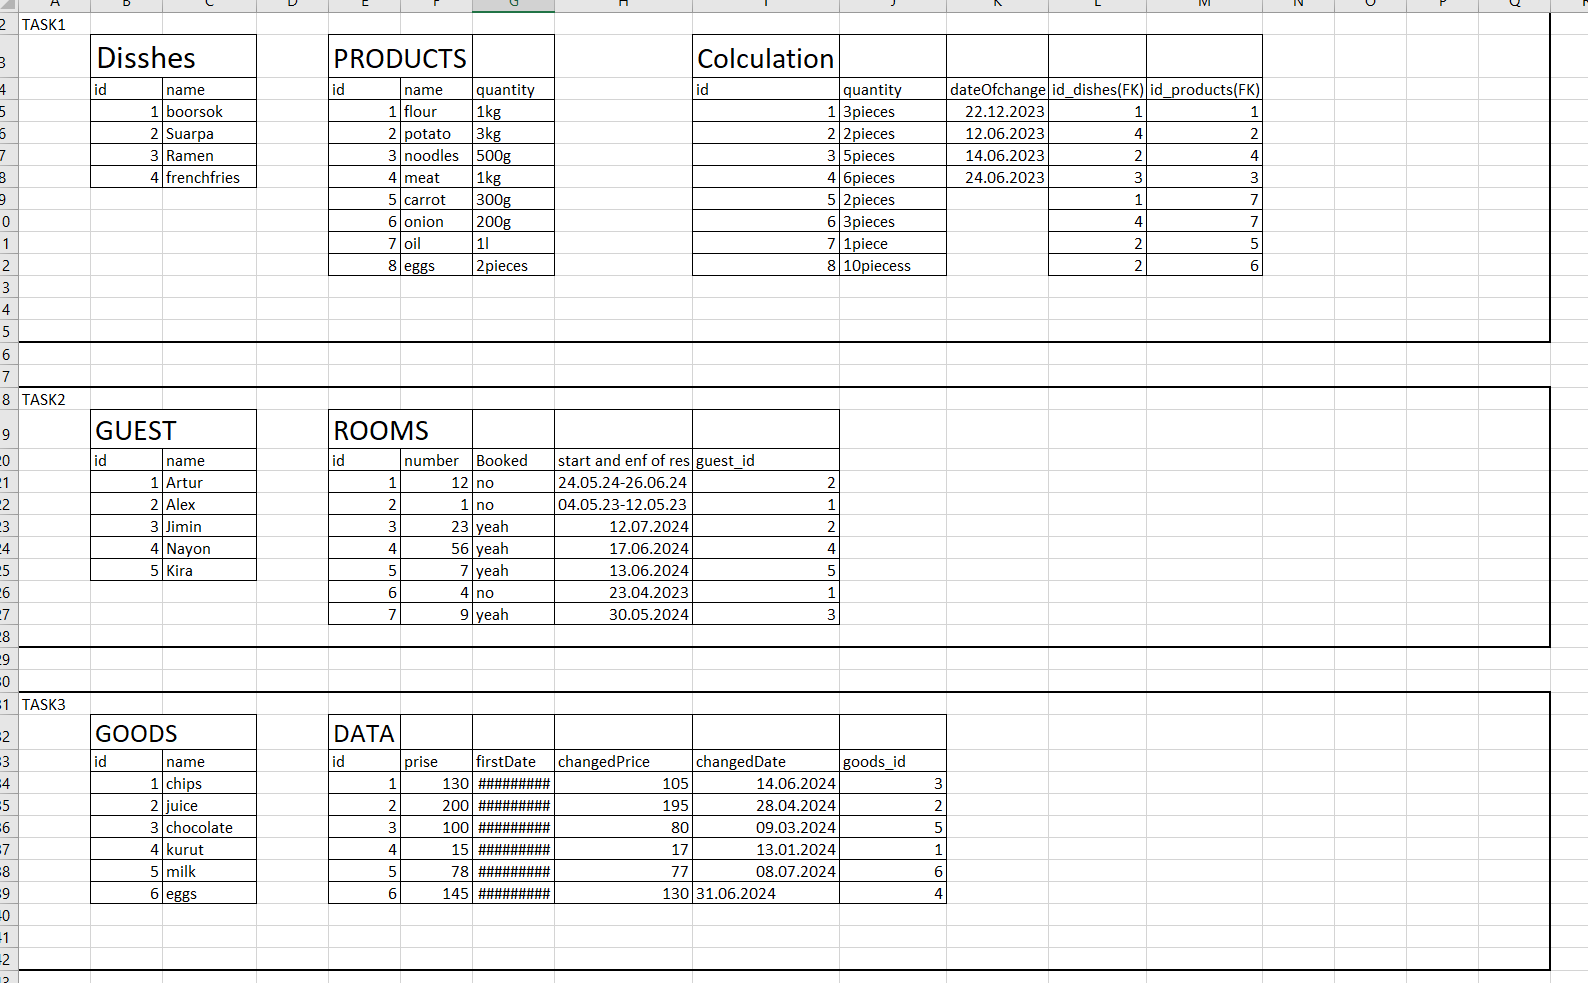 TASK1
Disshes PRODUCTS Colculation
id name id name quantity id quantity dateOfchange id_dishes(FK) id_products(FK)
1 boorsok 1 flour 1kg 1 3pieces 22.12.2023 1 1
2 Suarpa 2 potato 3kg 2 2pieces 12.06.2023 4 2
3 Ramen 3 noodles 500g 3 5pieces 14.06.2023 2 4
4 frenchfries 4 meat 1kg 4 6pieces 24.06.2023 3 3
5 carrot 300g 5 2pieces 1 7
6 onion 200g 6 3pieces 4 7
7 oil 1l 7 1piece 2 5
8 eggs 2pieces 8 10piecess 2 6
TASK2
GUEST ROOMS
id name id number Booked start and enf of res guest_id
1 Artur 1 12 no 24.05.24-26.06.24 2
2 Alex 2 1 no 04.05.23-12.05.23 1
3 Jimin 3 23 yeah 12.07.2024 2
4 Nayon 4 56 yeah 17.06.2024 4
5 Kira 5 7 yeah 13.06.2024 5
6 4 no 23.04.2023 1
7 9 yeah 30.05.2024 3
TASK3
GOODS DATA
id name id prise firstDate changedPrice changedDate goods_id
1 chips 1 130 ######### 105 14.06.2024 3
2 juice 2 200 ######### 195 28.04.2024 2
3 chocolate 3 100 ######### 80 09.03.2024 5
4 kurut 4 15 ######### 17 13.01.2024 1
5 milk 5 78 ######### 77 08.07.2024 6
6 eggs 6 145 ######### 130 31.06.2024 4